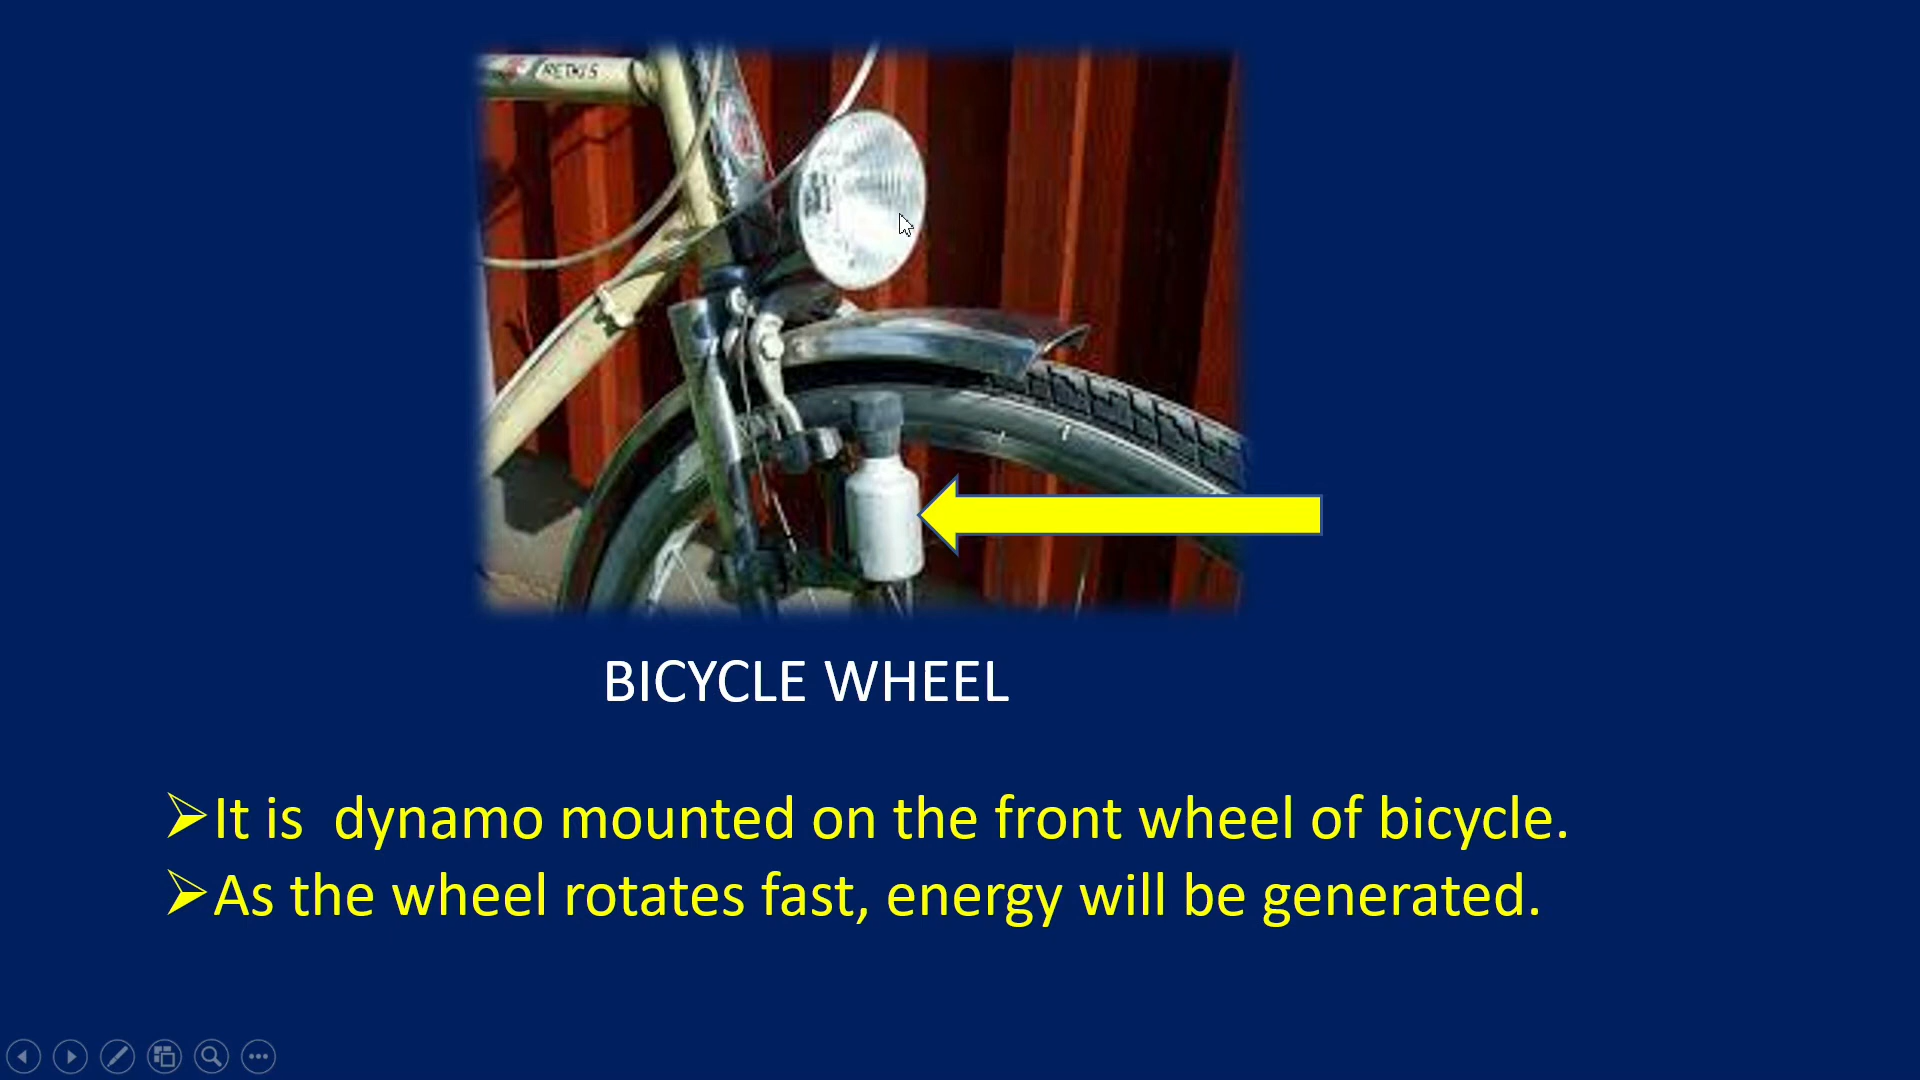 BICYCLE WHEEL
It is  dynamo mounted on the front wheel of bicycle.
As the wheel rotates fast, energy will be generated.